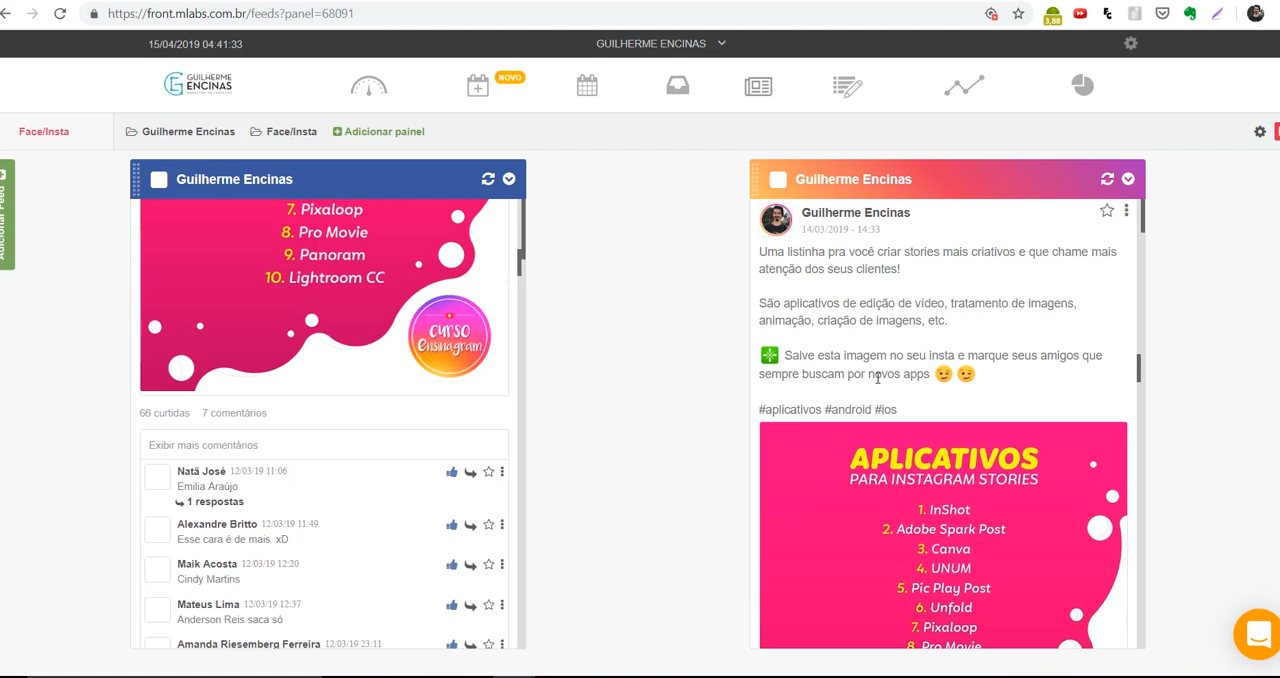 https://front.mlabs.com.br/feeds?panel=68091
3,88
15/04/2019 04:41:33
GUILHERME ENCINAS
GUILHERME
ENCINAS
NOVO
Face/Insta
Guilherme Encinas
Face/Insta
Adicionar painel
Adicionar Feed
Guilherme Encinas
7. Pixaloop
8. Pro Movie
9. Panoram
10. Lightroom CC
curso
ensinagram
66 curtidas 7 comentários
Exibir mais comentários
Natã José 12/03/19 11:06
Emilia Araújo
1 respostas
Alexandre Britto 12/03/19 11:49
Esse cara é de mais. xD
Maik Acosta 12/03/19 12:20
Cindy Martins
Mateus Lima 12/03/19 12:37
Anderson Reis saca só
Amanda Riesemberg Ferreira 12/03/19 23:11
Guilherme Encinas
Guilherme Encinas
14/03/2019 - 14:33
Uma listinha pra você criar stories mais criativos e que chame mais
atenção dos seus clientes!
São aplicativos de edição de vídeo, tratamento de imagens,
animação, criação de imagens, etc.
Salve esta imagem no seu insta e marque seus amigos que
sempre buscam por novos apps
#aplicativos #android #ios
APLICATIVOS
PARA INSTAGRAM STORIES
1. InShot
2. Adobe Spark Post
3. Canva
4. UNUM
5. Pic Play Post
6. Unfold
7. Pixaloop
8. Pro Movie